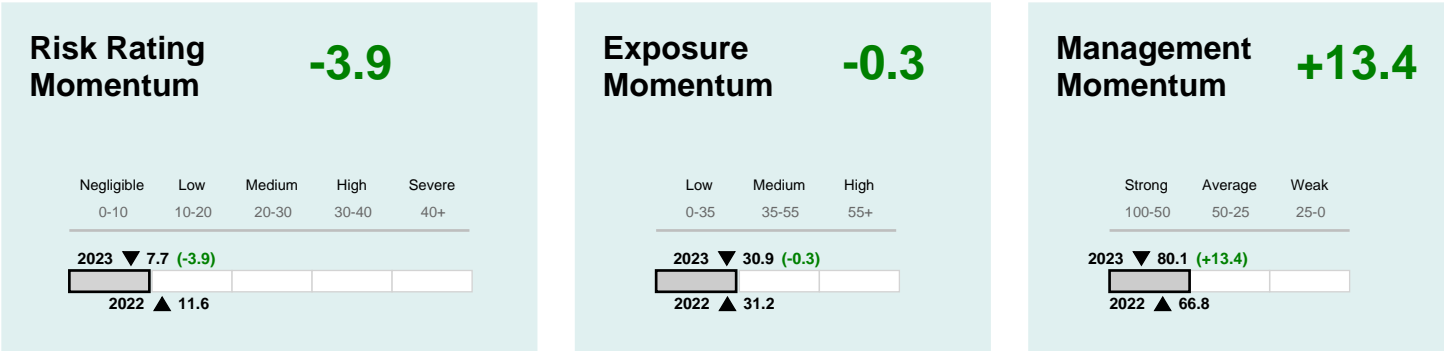 Risk Rating
Momentum
-3.9
Negligible Low Medium High Severe
0-10 10-20 20-30 30-40 40+
2023 ▼ 7.7 (-3.9)
2022 ▲ 11.6
Exposure
Momentum
-0.3
Low Medium High
0-35 35-55 55+
2023 ▼ 30.9 (-0.3)
2022 ▲ 31.2
Management
Momentum
+13.4
Strong Average Weak
100-50 50-25 25-0
2023 ▼ 80.1 (+13.4)
2022 ▲ 66.8